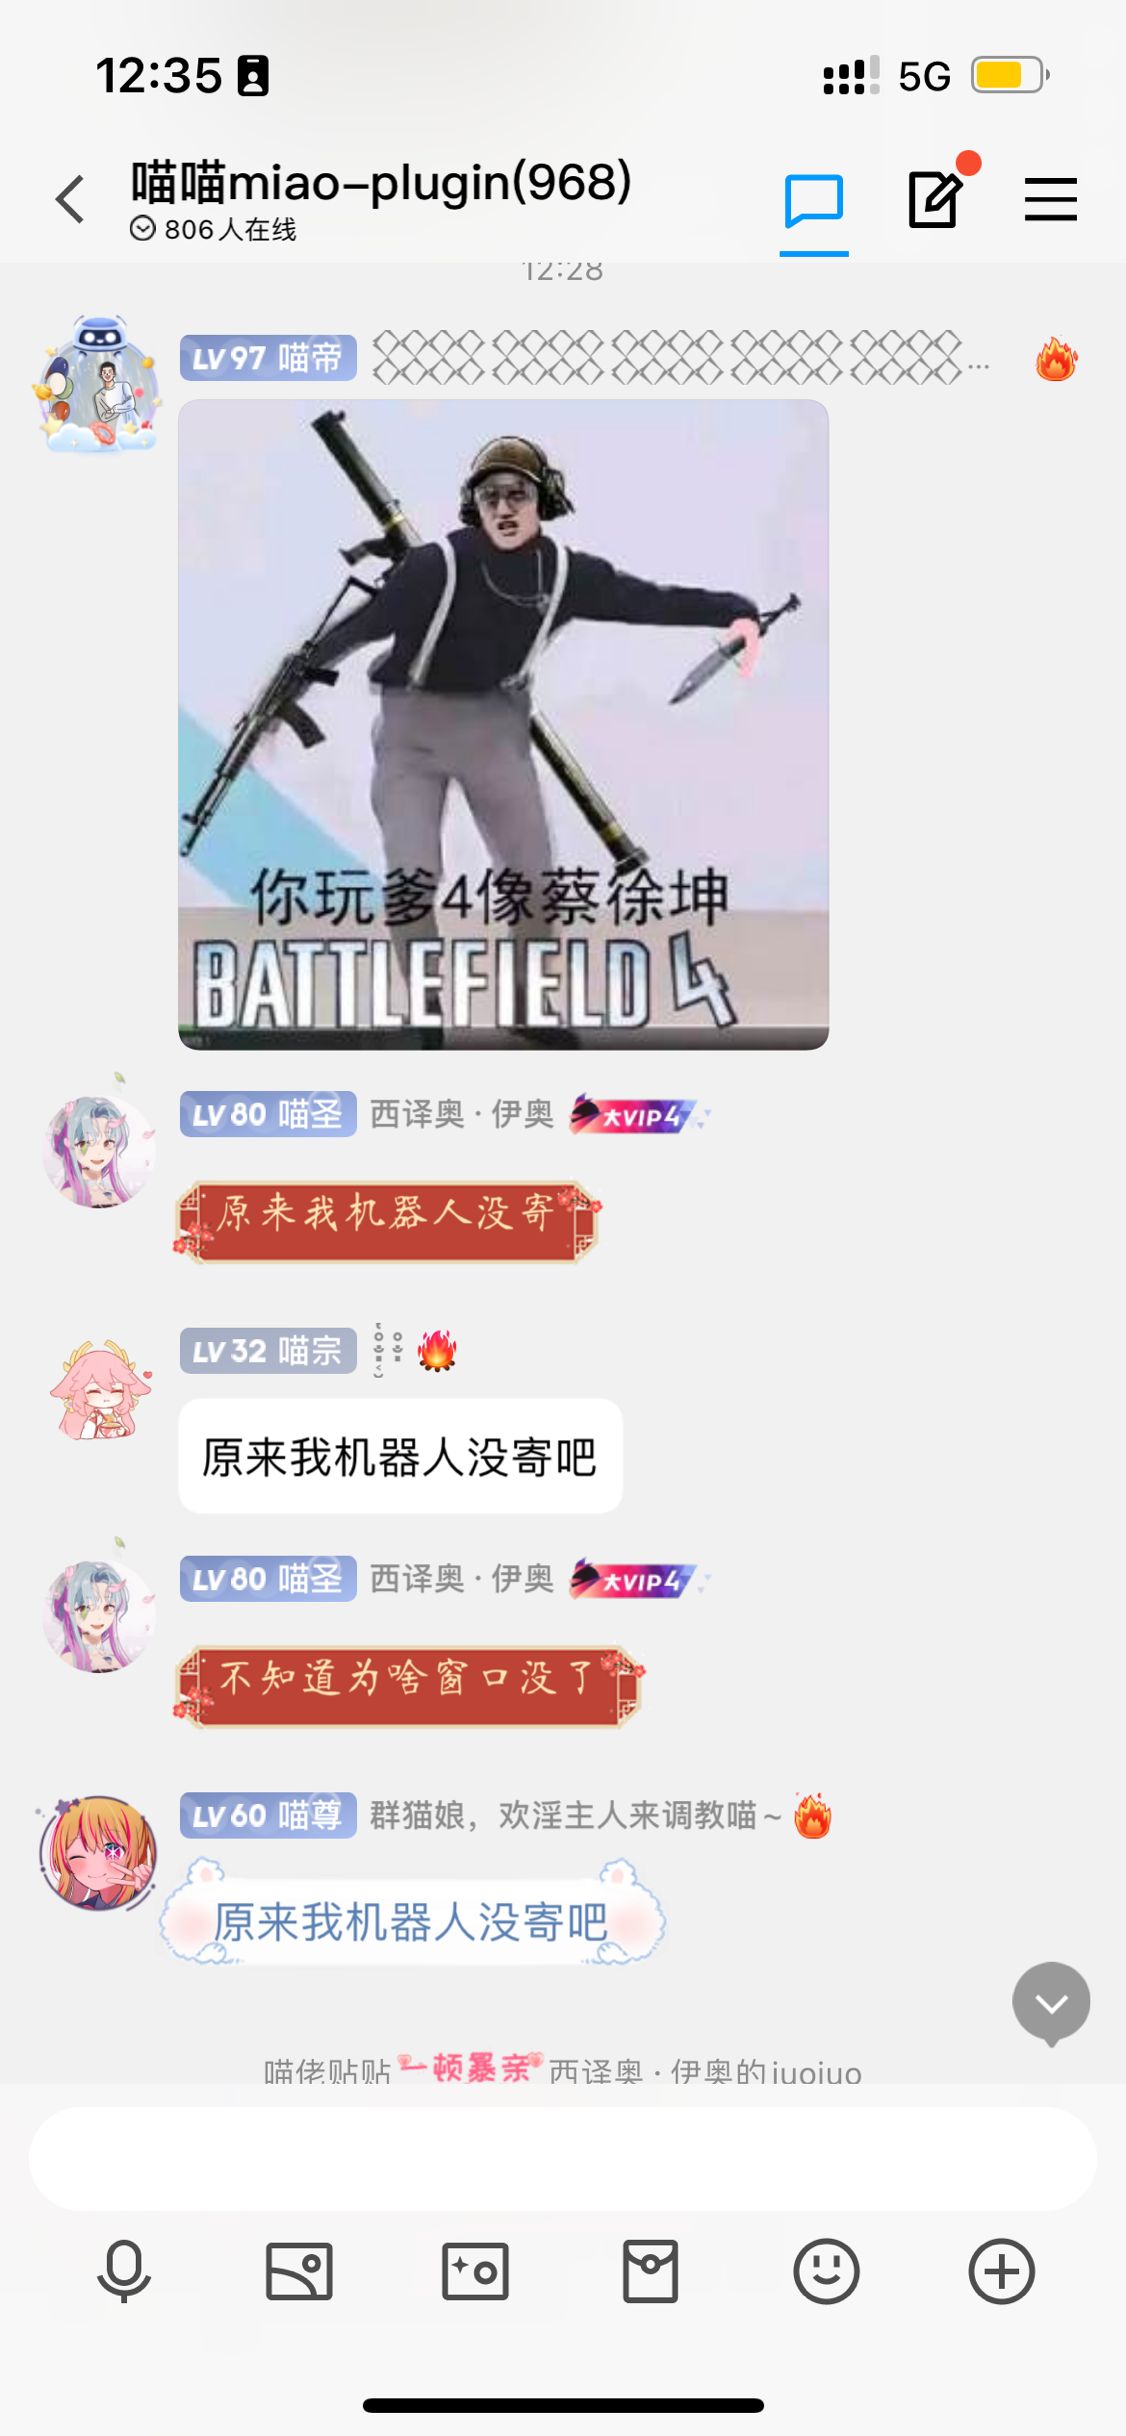 12:35
5G
喵喵miao-plugin(968)
806人在线
12:28
LV 97 喵帝
...
你玩爹4像蔡徐坤
BATTLEFIELD 4
LV 80 喵圣 西译奥·伊奥 大VIP4
原来我机器人没寄
LV 32 喵宗
原来我机器人没寄吧
LV 80 喵圣 西译奥·伊奥 大VIP4
不知道为啥窗口没了
LV 60 喵尊 群猫娘，欢淫主人来调教喵~
原来我机器人没寄吧
喵佬贴贴一顿暴亲西译奥·伊奥的iuoiuo